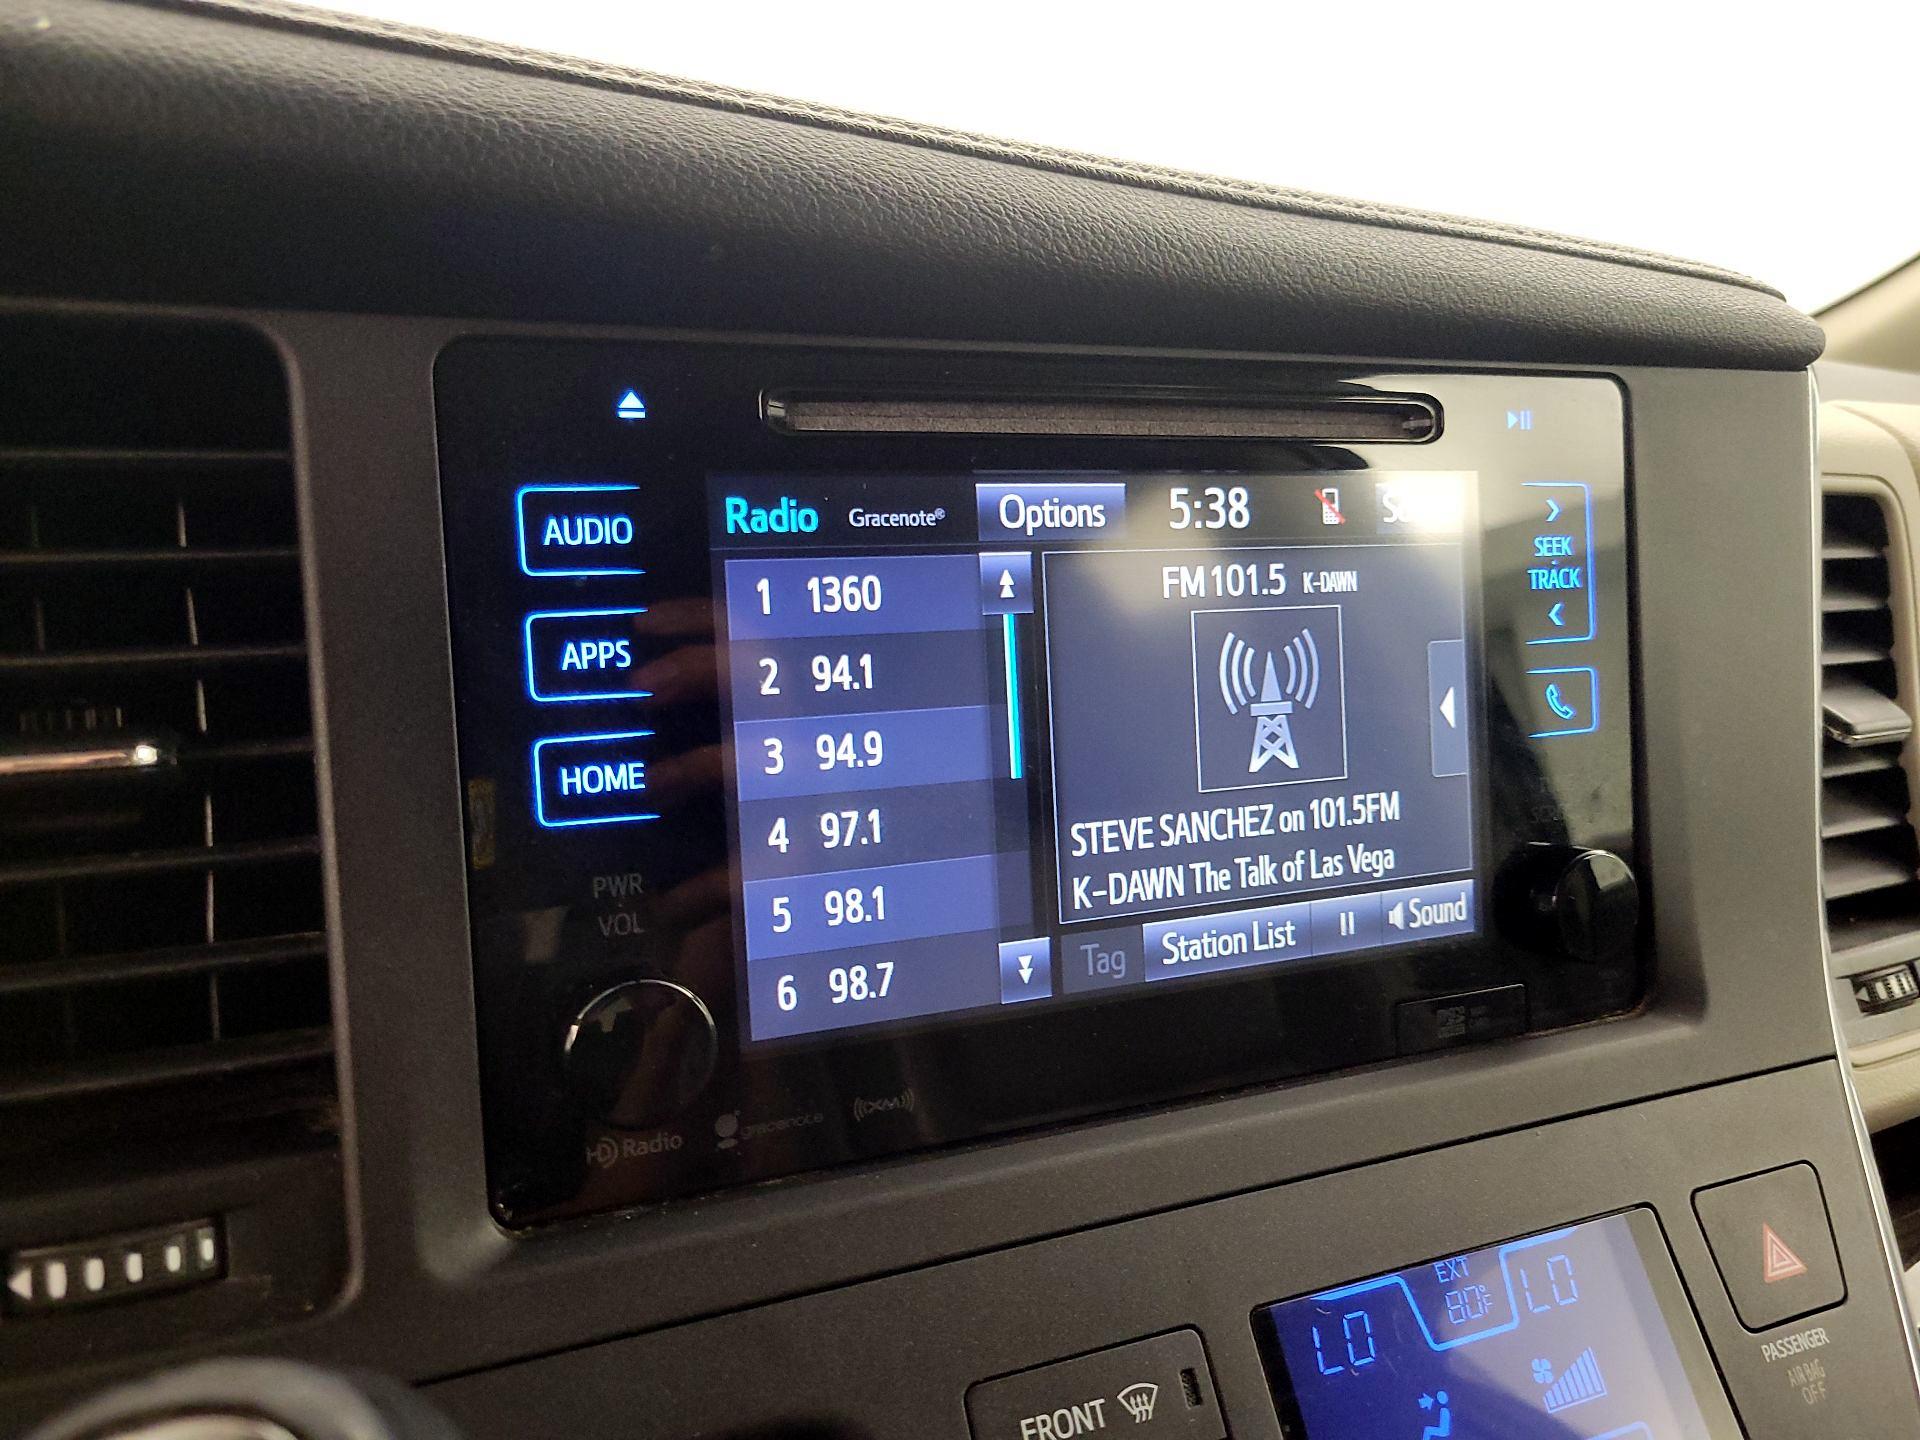 AUDIO
APPS
HOME
PWR
VOL
Radio Gracenote® Options 5:38
1 1360
2 94.1
3 94.9
4 97.1
5 98.1
6 98.7
FM 101.5 K-DAWN
STEVE SANCHEZ on 101.5FM
K-DAWN The Talk of Las Vega
Tag Station List Sound
SEEK
TRACK
HD Radio gracenote XM
LO EXT 80°F LO
FRONT
PASSENGER
AIR BAG
OFF